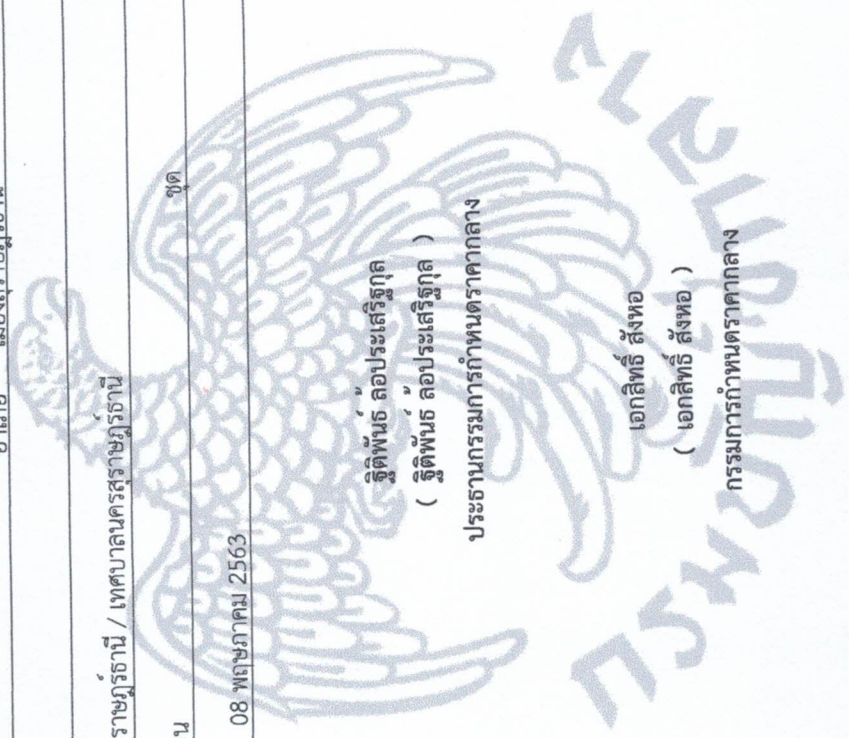 ราษฎร์ธานี / เทศบาลนครสุราษฎร์ธานี
น ชุด
08 พฤษภาคม 2563
ฐิติพันธ์ ล้อประเสริฐกุล
( ฐิติพันธ์ ล้อประเสริฐกุล )
ประธานกรรมการกำหนดราคากลาง
เอกสิทธิ์ สังหอ
( เอกสิทธิ์ สังหอ )
กรรมการกำหนดราคากลาง
กรมบัญชีกลาง